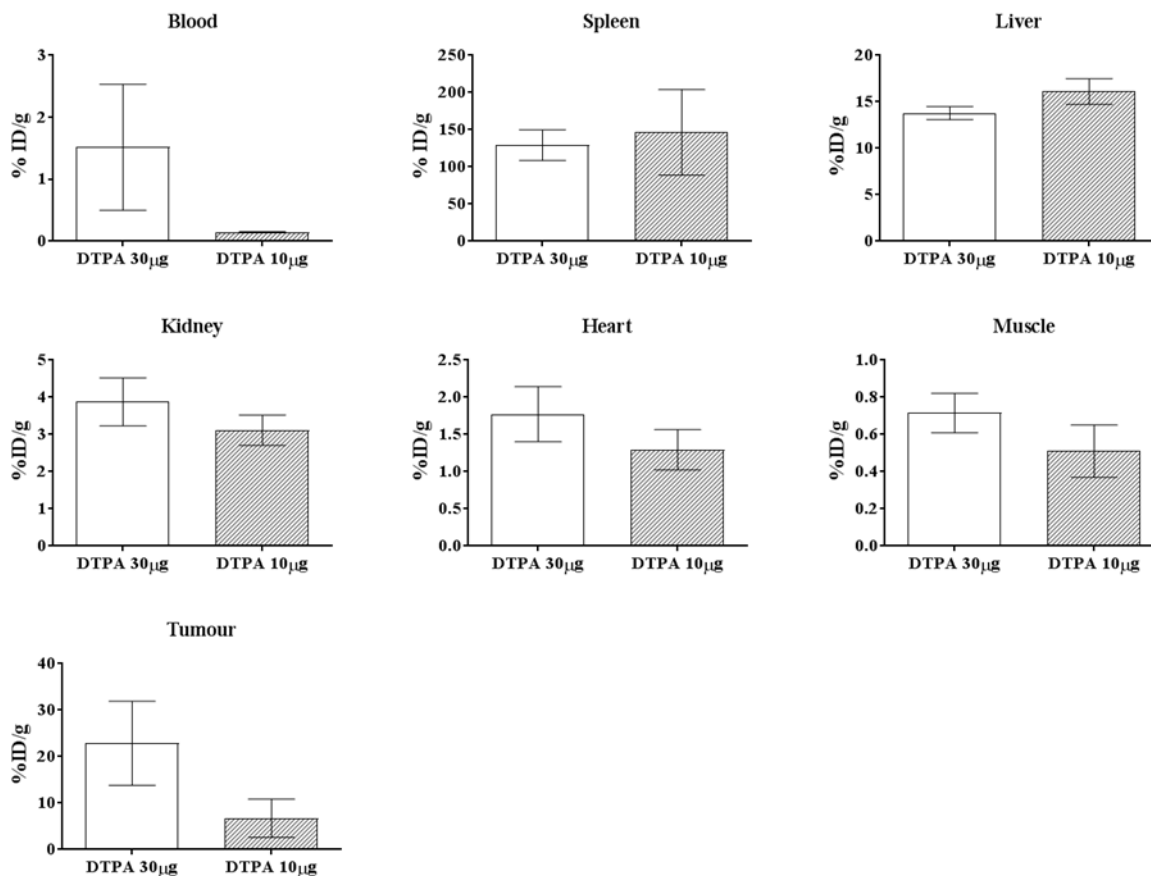 Blood
% ID/g
3
2
1
0
DTPA 30μg DTPA 10μg
Spleen
% ID/g
250
200
150
100
50
0
DTPA 30μg DTPA 10μg
Liver
%ID/g
20
15
10
5
0
DTPA 30μg DTPA 10μg
Kidney
%ID/g
5
4
3
2
1
0
DTPA 30μg DTPA 10μg
Heart
%ID/g
2.5
2.0
1.5
1.0
0.5
0.0
DTPA 30μg DTPA 10μg
Muscle
%ID/g
1.0
0.8
0.6
0.4
0.2
0.0
DTPA 30μg DTPA 10μg
Tumour
%ID/g
40
30
20
10
0
DTPA 30μg DTPA 10μg